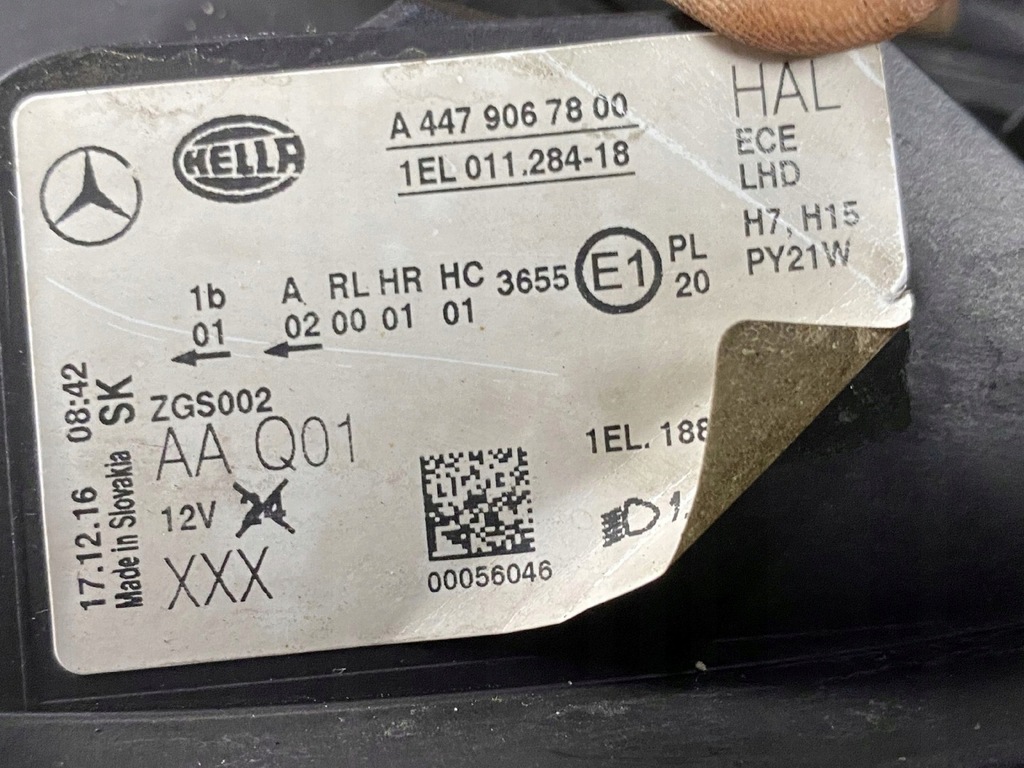 HELLA
A 447 906 78 00
1EL 011.284-18
HAL
ECE
LHD
H7, H15
PY21W
1b A RL HR HC 3655 E1 PL
01 02 00 01 01 20
17.12.16 08:42
Made in Slovakia SK
ZGS002
AA Q01
12V 24
XXX
00056046
1EL. 188
1.